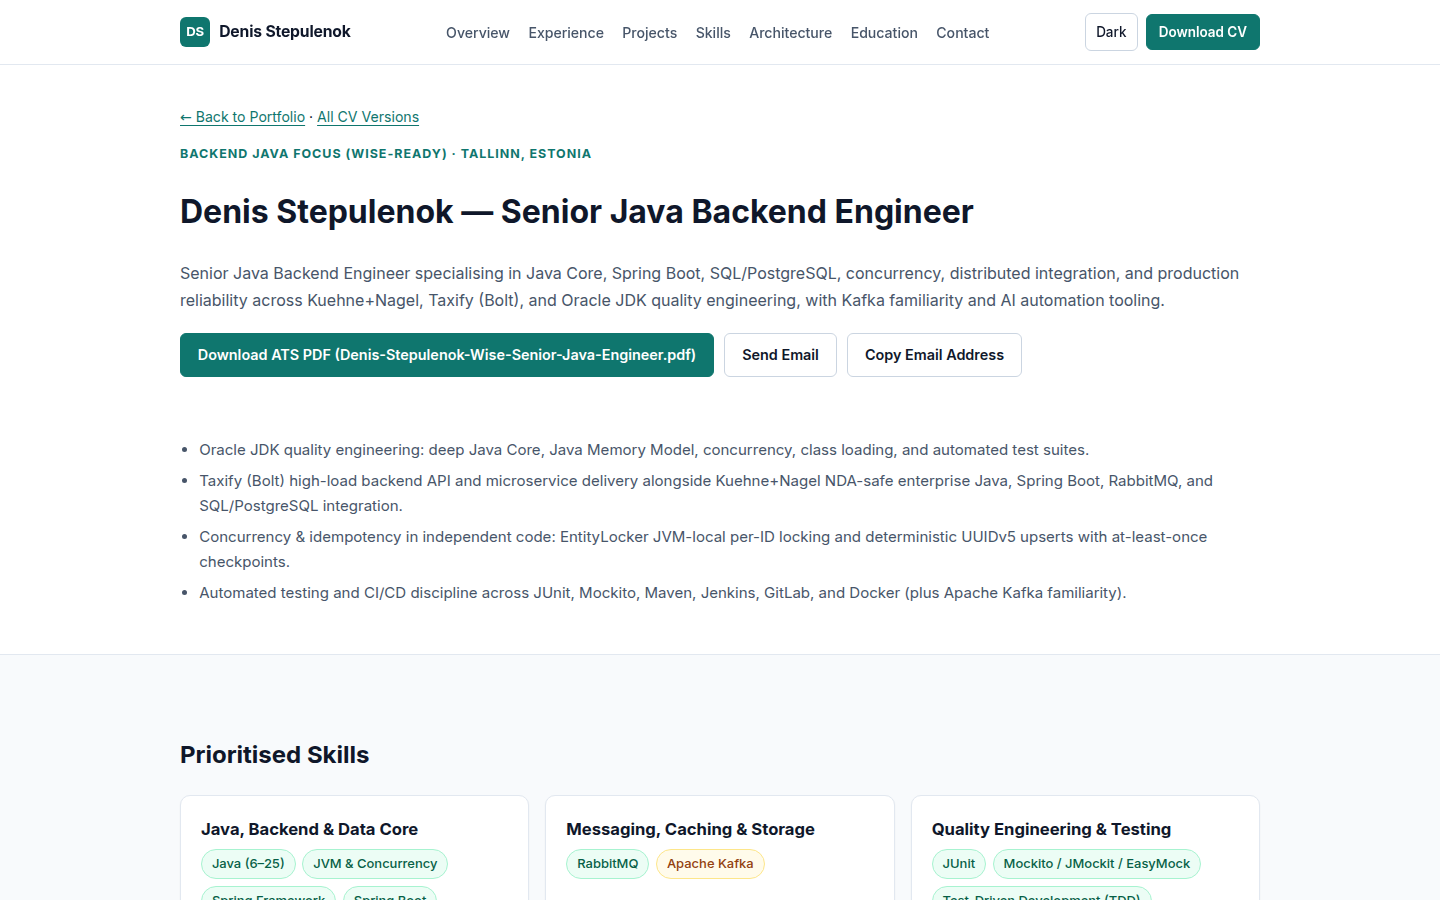 DS Denis Stepulenok Overview Experience Projects Skills Architecture Education Contact Dark Download CV
← Back to Portfolio · All CV Versions
BACKEND JAVA FOCUS (WISE-READY) · TALLINN, ESTONIA
Denis Stepulenok — Senior Java Backend Engineer
Senior Java Backend Engineer specialising in Java Core, Spring Boot, SQL/PostgreSQL, concurrency, distributed integration, and production
reliability across Kuehne+Nagel, Taxify (Bolt), and Oracle JDK quality engineering, with Kafka familiarity and AI automation tooling.
Download ATS PDF (Denis-Stepulenok-Wise-Senior-Java-Engineer.pdf) Send Email Copy Email Address
• Oracle JDK quality engineering: deep Java Core, Java Memory Model, concurrency, class loading, and automated test suites.
• Taxify (Bolt) high-load backend API and microservice delivery alongside Kuehne+Nagel NDA-safe enterprise Java, Spring Boot, RabbitMQ, and
SQL/PostgreSQL integration.
• Concurrency & idempotency in independent code: EntityLocker JVM-local per-ID locking and deterministic UUIDv5 upserts with at-least-once
checkpoints.
• Automated testing and CI/CD discipline across JUnit, Mockito, Maven, Jenkins, GitLab, and Docker (plus Apache Kafka familiarity).
Prioritised Skills
Java, Backend & Data Core
Java (6–25) JVM & Concurrency
Spring Framework Spring Boot
Messaging, Caching & Storage
RabbitMQ Apache Kafka
Quality Engineering & Testing
JUnit Mockito / JMockit / EasyMock
Test-Driven Development (TDD)